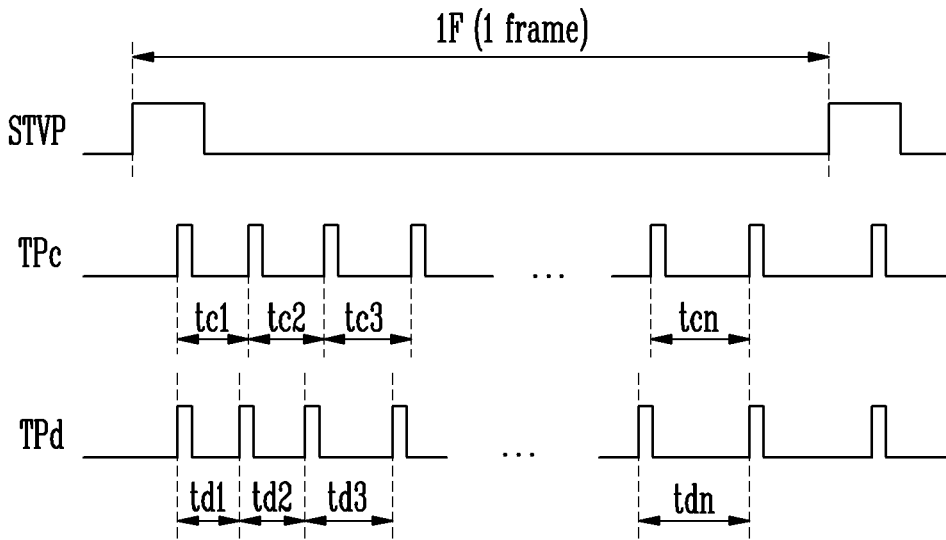 1F (1 frame)
STVP
TPc
...
tc1 tc2 tc3 tcn
TPd
...
td1 td2 td3 tdn